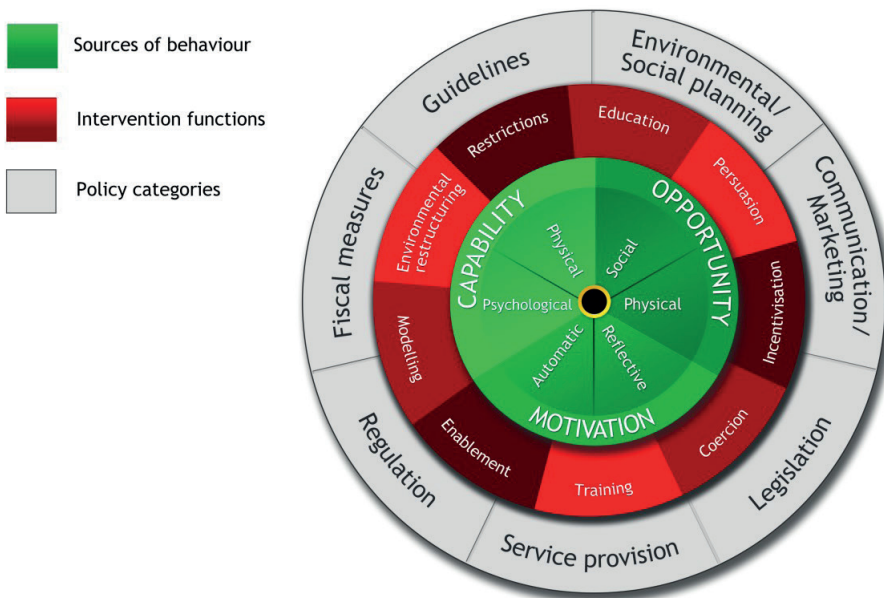 Sources of behaviour
Intervention functions
Policy categories
Guidelines
Environmental/
Social planning
Communication/
Marketing
Legislation
Service provision
Regulation
Fiscal measures
Restrictions
Education
Persuasion
Incentivisation
Coercion
Training
Enablement
Modelling
Environmental
restructuring
CAPABILITY
OPPORTUNITY
MOTIVATION
Physical
Social
Psychological
Physical
Automatic
Reflective